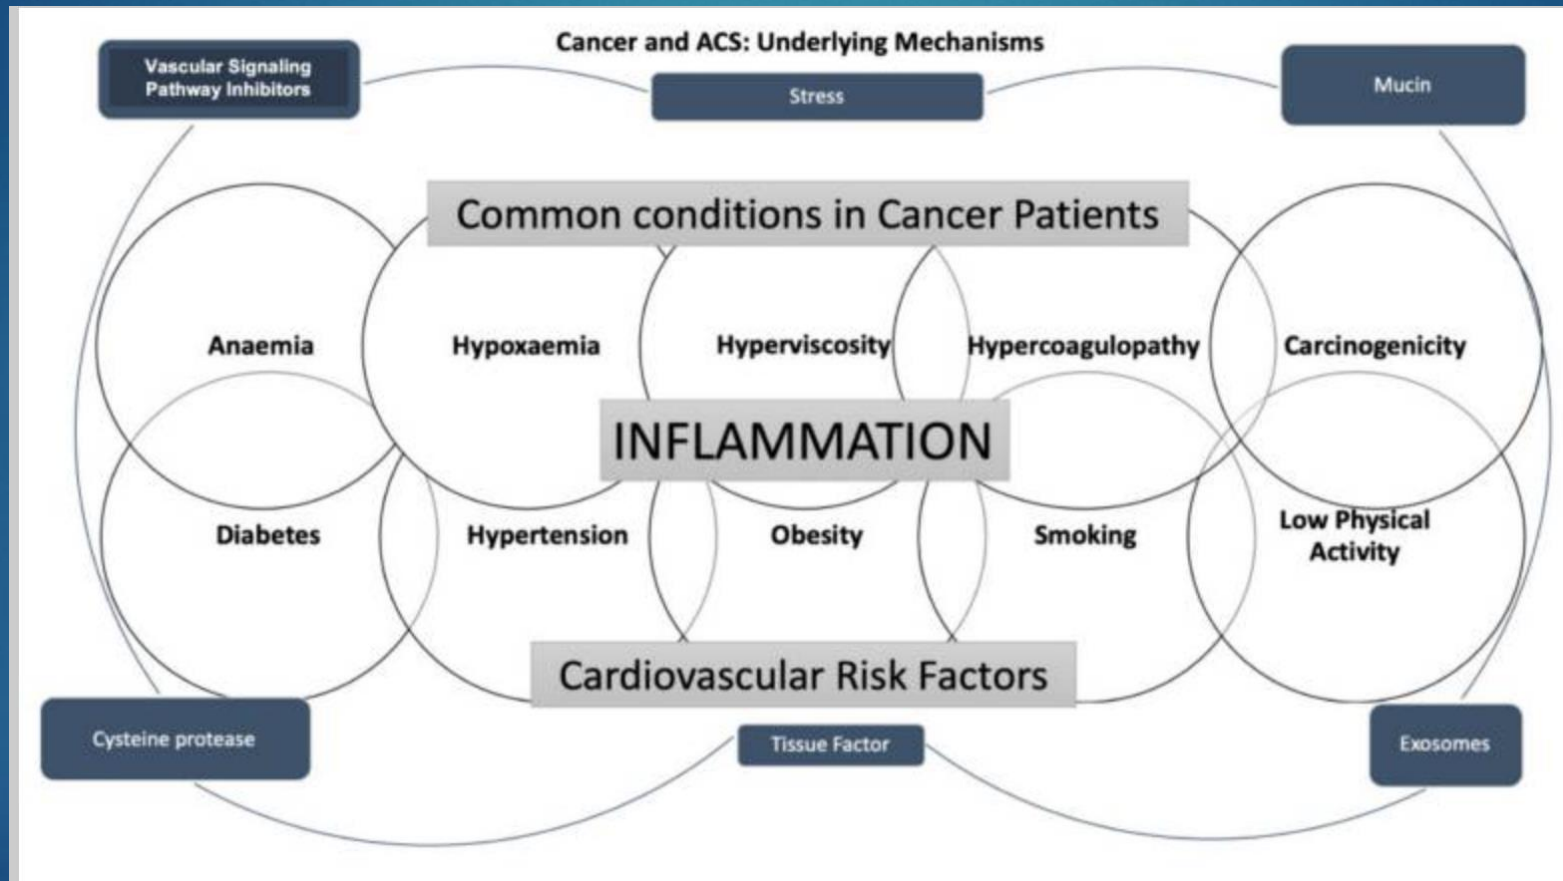 Cancer and ACS: Underlying Mechanisms
Vascular Signaling
Pathway Inhibitors
Stress
Mucin
Common conditions in Cancer Patients
Anaemia
Hypoxaemia
Hyperviscosity
Hypercoagulopathy
Carcinogenicity
INFLAMMATION
Diabetes
Hypertension
Obesity
Smoking
Low Physical
Activity
Cardiovascular Risk Factors
Cysteine protease
Tissue Factor
Exosomes